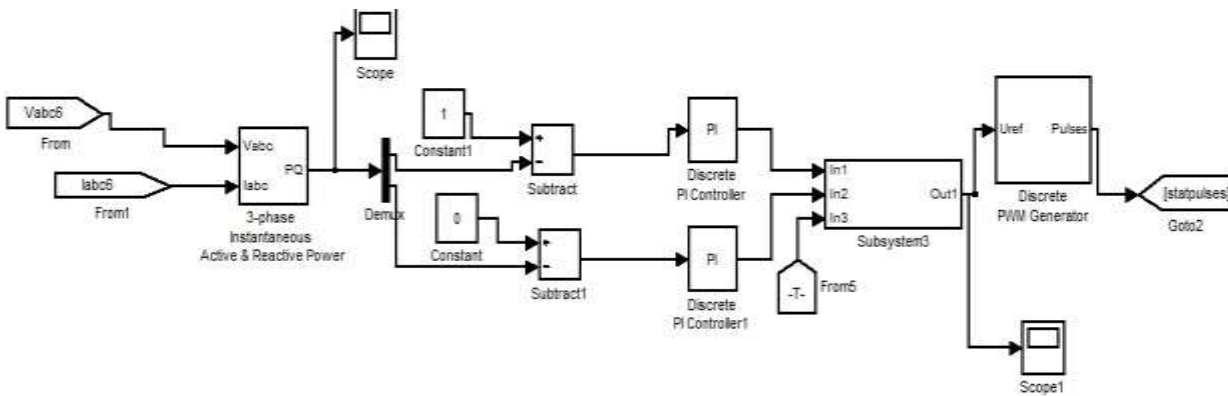 Scope
Vabc6
From
Iabc6
From1
Vabc
Iabc
PQ
3-phase
Instantaneous
Active & Reactive Power
Demux
1
Constant1
0
Constant
+
−
Subtract
+
−
Subtract1
PI
Discrete
PI Controller
PI
Discrete
PI Controller1
In1
In2
In3
Out1
Subsystem3
-T-
From5
Uref
Pulses
Discrete
PWM Generator
[statpulses]
Goto2
Scope1